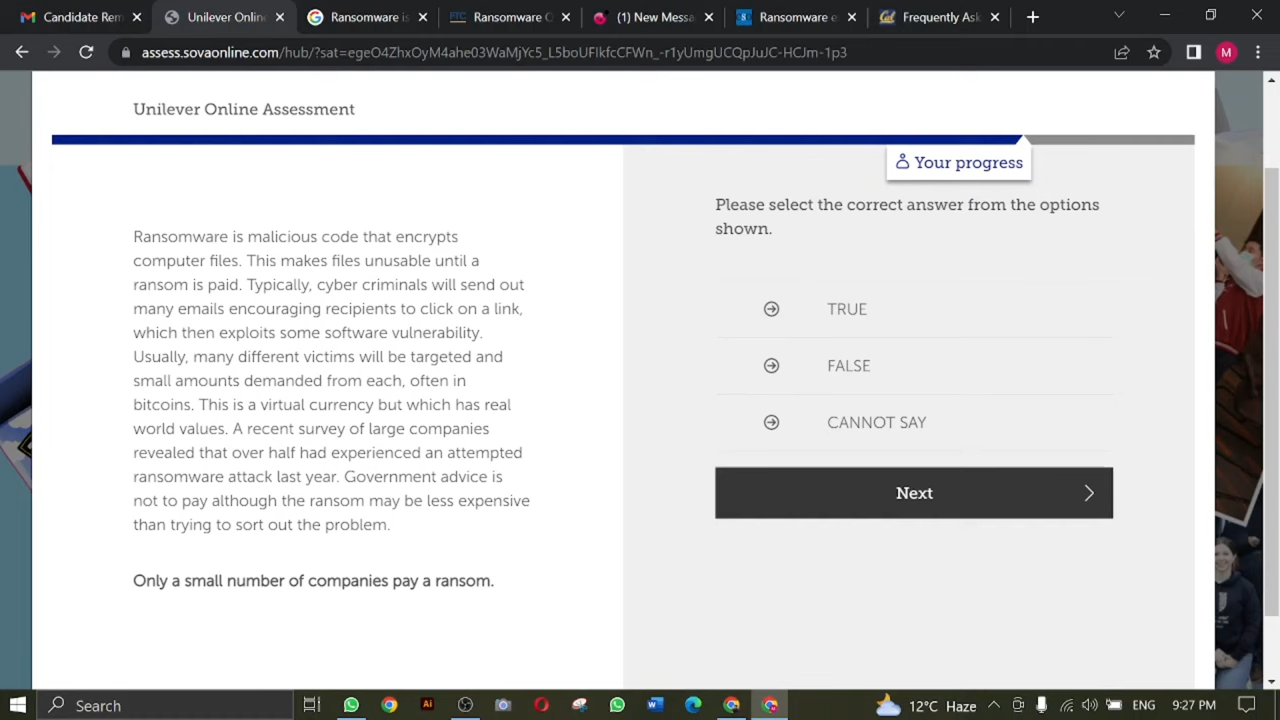 Candidate Rem
Unilever Onlin
Ransomware is
FTC Ransomware G
(1) New Messa
Ransomware e
Cal Frequently Ask
assess.sovaonline.com/hub/?sat=egeO4ZhxOyM4ahe03WaMjYc5_L5boUFIkfcCFWn_-r1yUmgUCQpJuJC-HCJm-1p3
M
Unilever Online Assessment
Your progress
Please select the correct answer from the options
shown.
Ransomware is malicious code that encrypts
computer files. This makes files unusable until a
ransom is paid. Typically, cyber criminals will send out
many emails encouraging recipients to click on a link,
which then exploits some software vulnerability.
Usually, many different victims will be targeted and
small amounts demanded from each, often in
bitcoins. This is a virtual currency but which has real
world values. A recent survey of large companies
revealed that over half had experienced an attempted
ransomware attack last year. Government advice is
not to pay although the ransom may be less expensive
than trying to sort out the problem.
Only a small number of companies pay a ransom.
TRUE
FALSE
CANNOT SAY
Next
Search
Ai
12°C Haze
ENG
9:27 PM